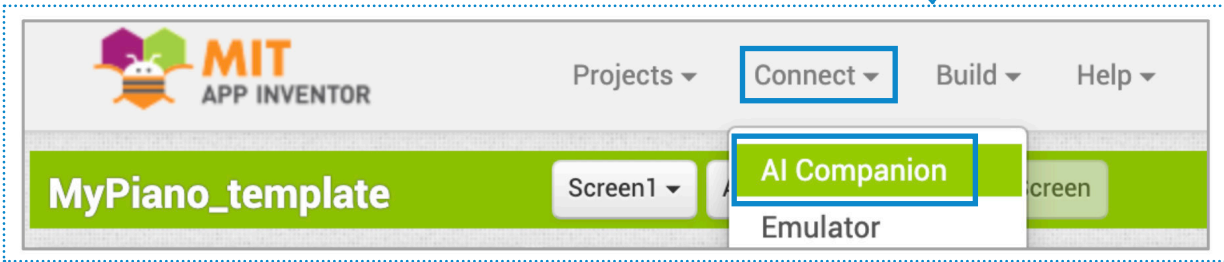 MIT
APP INVENTOR
Projects
Connect
Build
Help
MyPiano_template
Screen1
AI Companion
Emulator